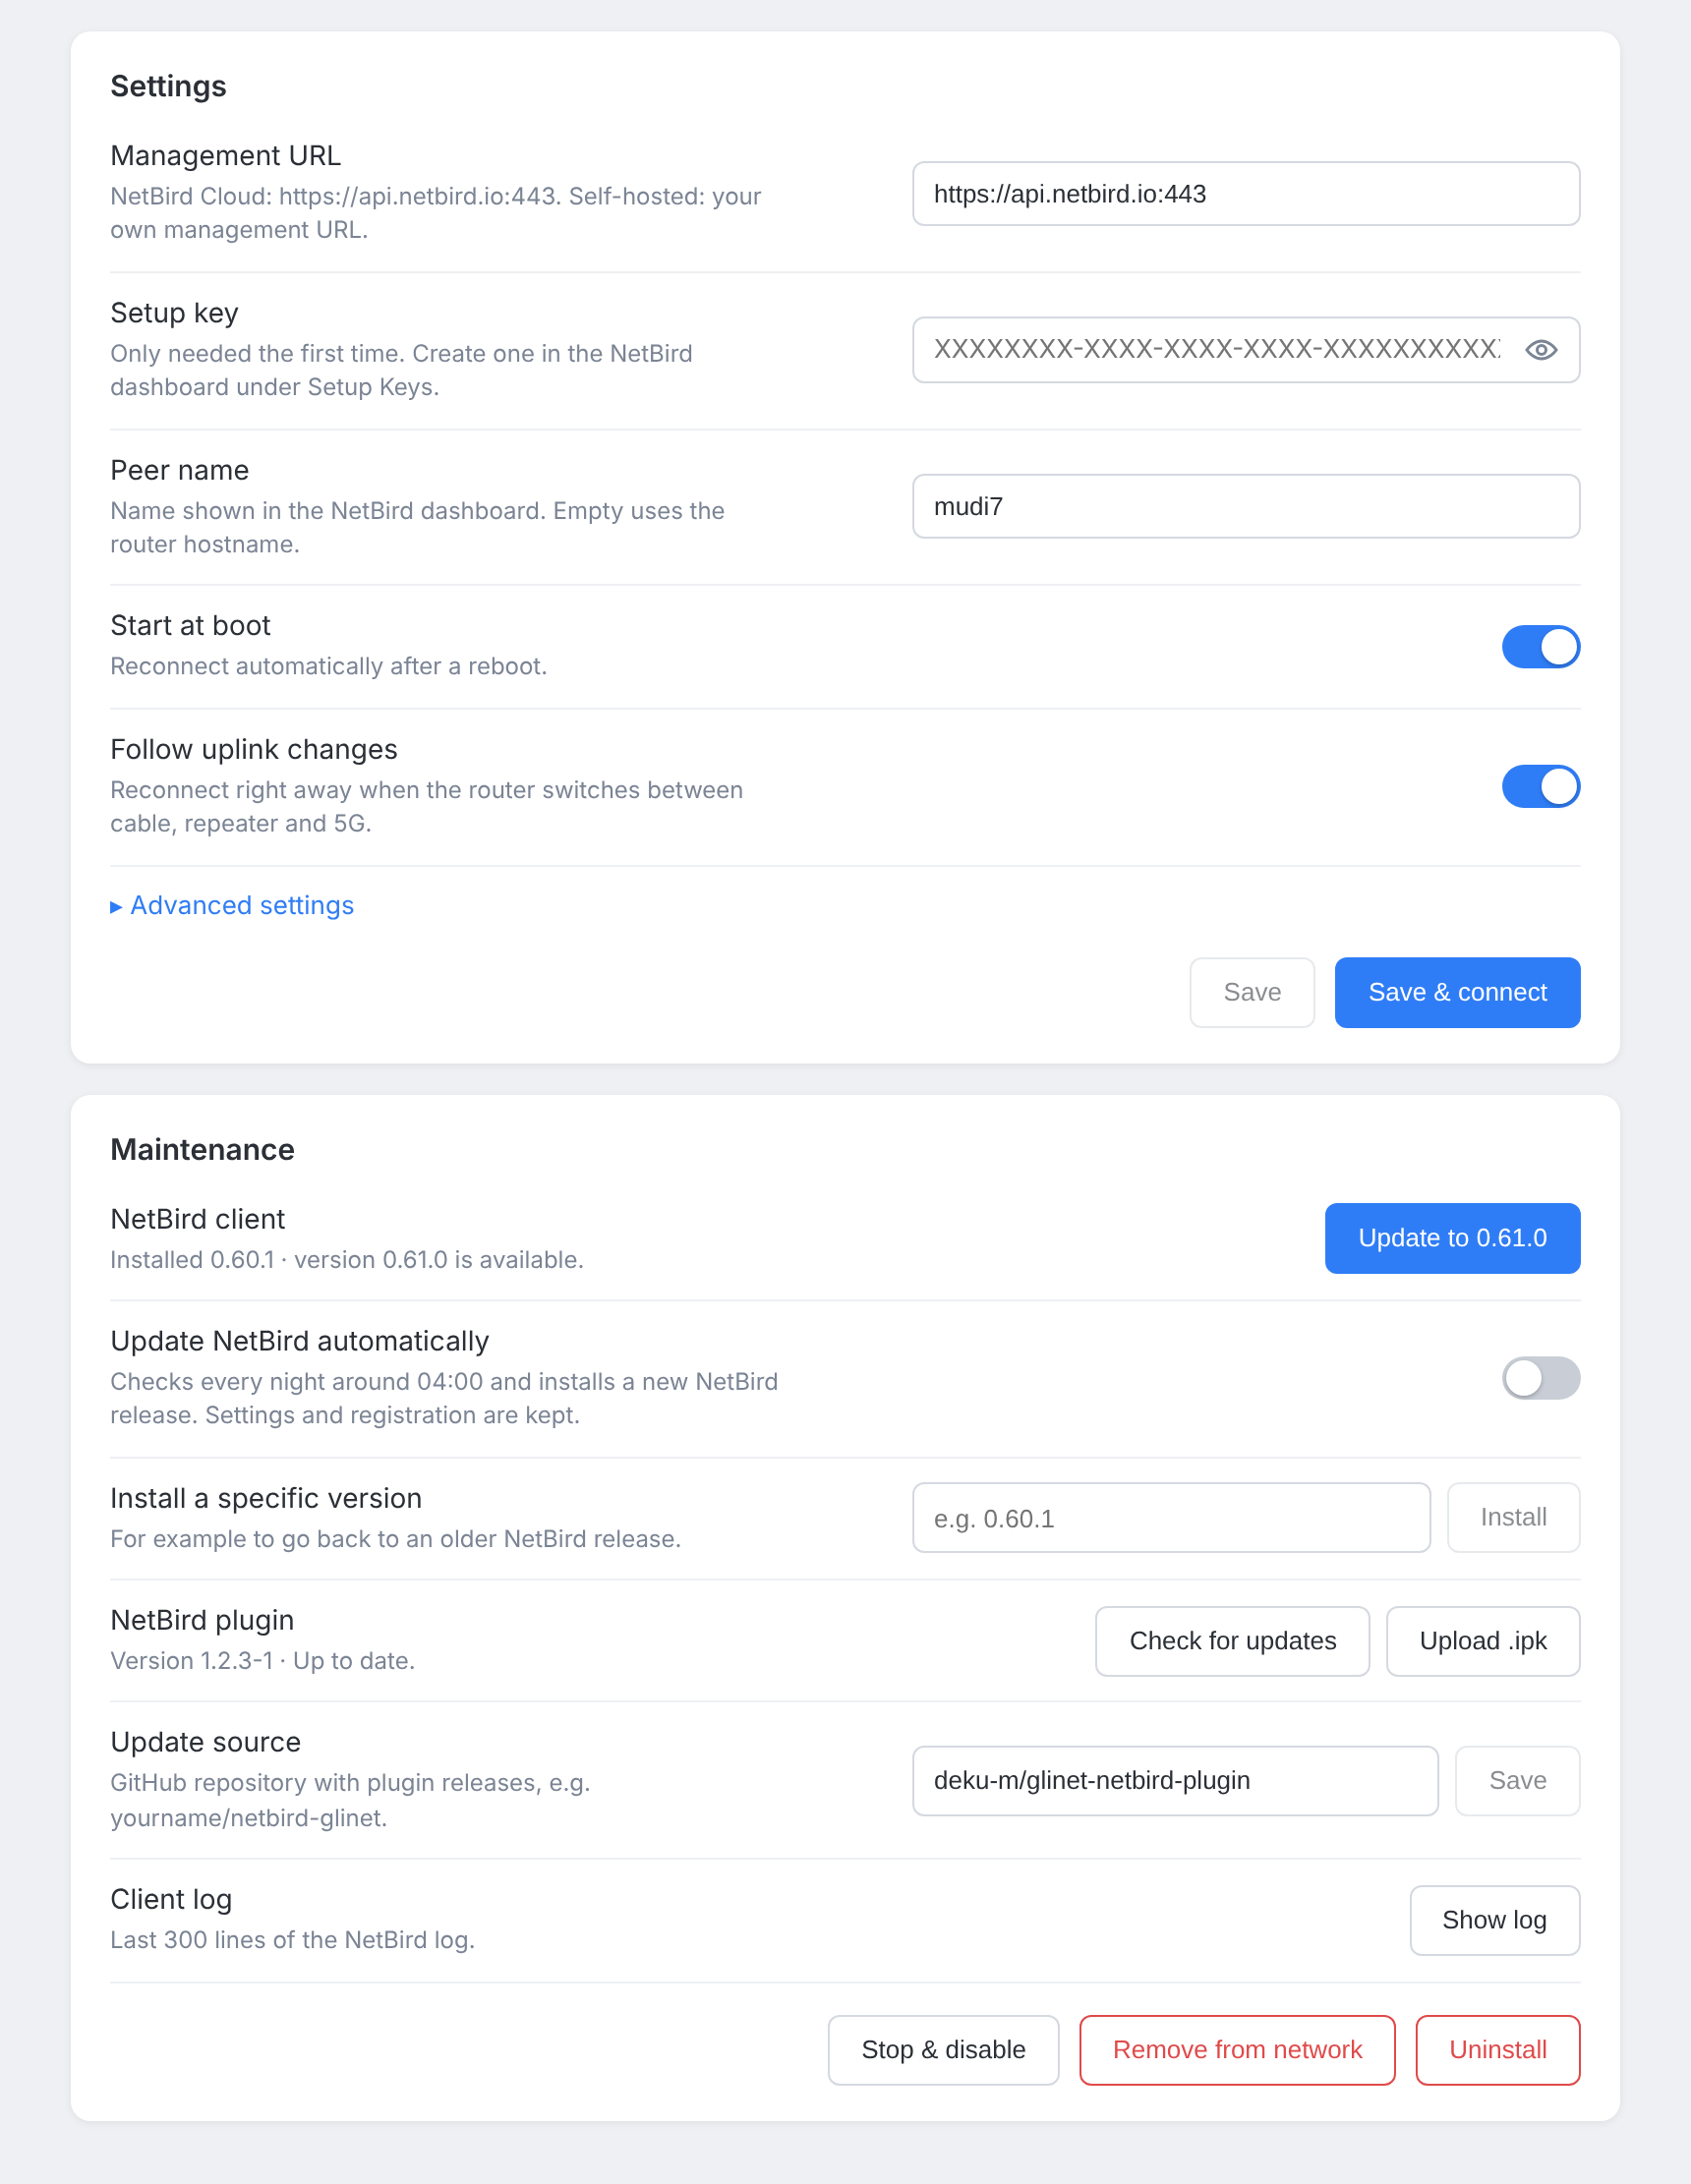 Settings
Management URL
NetBird Cloud: https://api.netbird.io:443. Self-hosted: your
own management URL.
https://api.netbird.io:443
Setup key
Only needed the first time. Create one in the NetBird
dashboard under Setup Keys.
XXXXXXXX-XXXX-XXXX-XXXX-XXXXXXXXXX
Peer name
Name shown in the NetBird dashboard. Empty uses the
router hostname.
mudi7
Start at boot
Reconnect automatically after a reboot.
Follow uplink changes
Reconnect right away when the router switches between
cable, repeater and 5G.
▸ Advanced settings
Save
Save & connect
Maintenance
NetBird client
Installed 0.60.1 · version 0.61.0 is available.
Update to 0.61.0
Update NetBird automatically
Checks every night around 04:00 and installs a new NetBird
release. Settings and registration are kept.
Install a specific version
For example to go back to an older NetBird release.
e.g. 0.60.1
Install
NetBird plugin
Version 1.2.3-1 · Up to date.
Check for updates
Upload .ipk
Update source
GitHub repository with plugin releases, e.g.
yourname/netbird-glinet.
deku-m/glinet-netbird-plugin
Save
Client log
Last 300 lines of the NetBird log.
Show log
Stop & disable
Remove from network
Uninstall